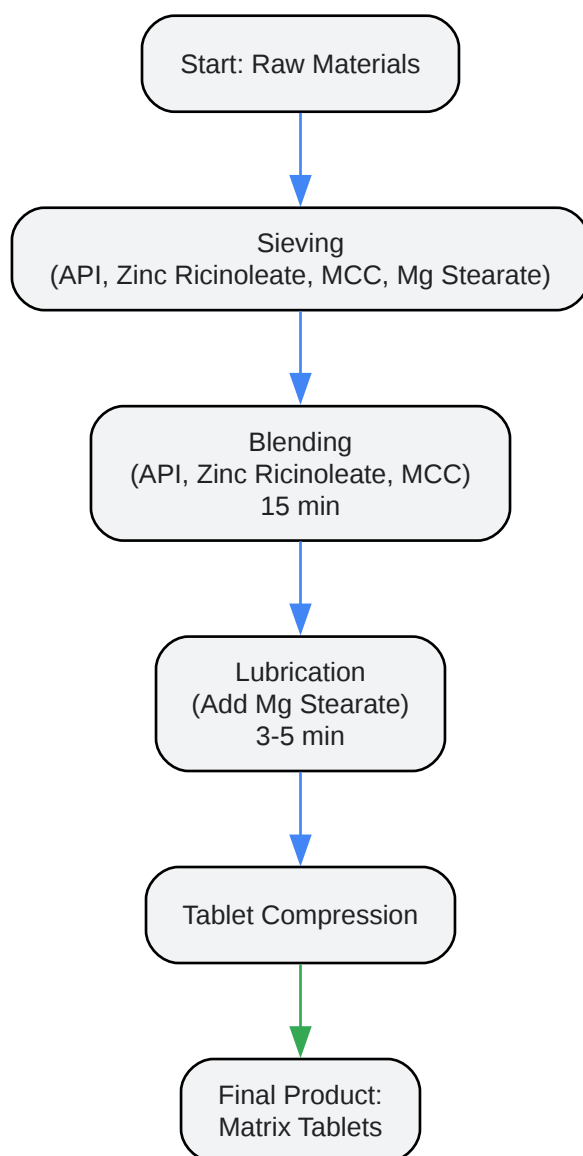 Start: Raw Materials
Sieving
(API, Zinc Ricinoleate, MCC, Mg Stearate)
Blending
(API, Zinc Ricinoleate, MCC)
15 min
Lubrication
(Add Mg Stearate)
3-5 min
Tablet Compression
Final Product:
Matrix Tablets